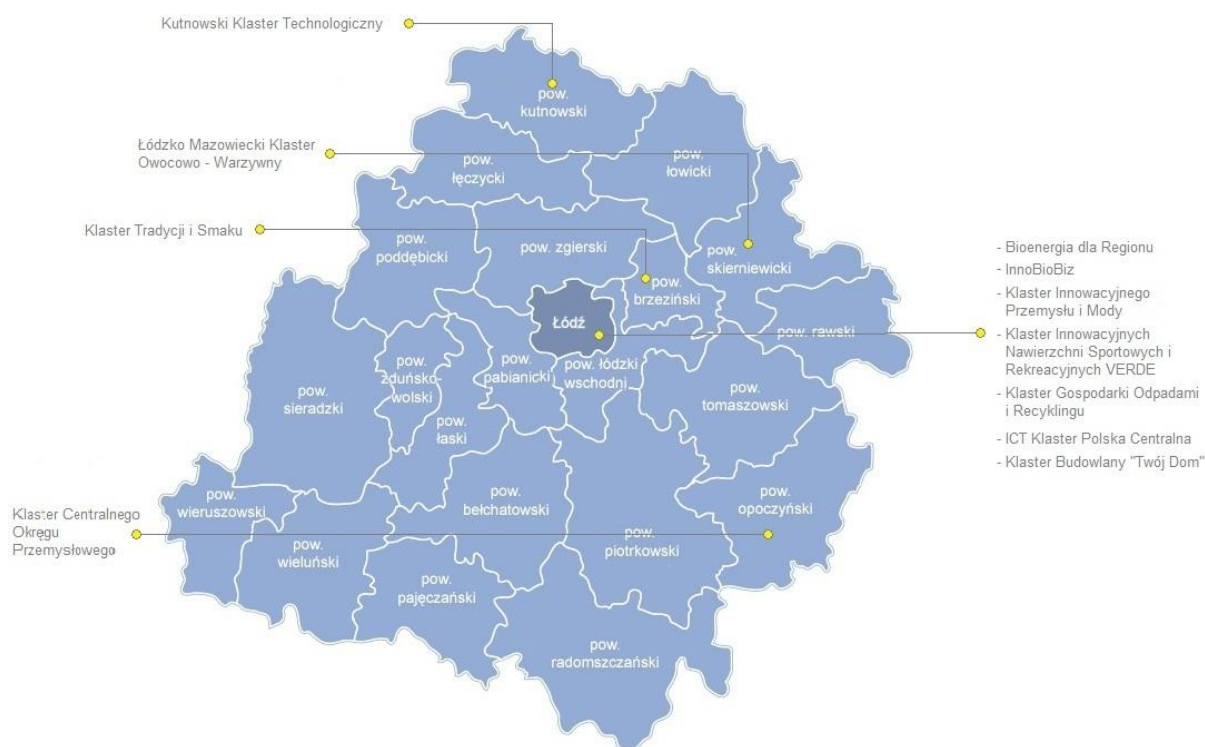 Kutnowski Klaster Technologiczny
pow.
kutnowski
Łódzko Mazowiecki Klaster
Owocowo - Warzywny
pow.
łęczycki
pow.
łowicki
Klaster Tradycji i Smaku
pow.
poddębicki
pow. zgierski
pow.
skierniewicki
pow.
brzeziński
Łódź
pow. rawski
- Bioenergia dla Regionu
- InnoBioBiz
- Klaster Innowacyjnego
Przemysłu i Mody
- Klaster Innowacyjnych
Nawierzchni Sportowych i
Rekreacyjnych VERDE
- Klaster Gospodarki Odpadami
i Recyklingu
- ICT Klaster Polska Centralna
- Klaster Budowlany "Twój Dom"
pow.
sieradzki
pow.
zduńsko-
wolski
pow.
pabianicki
pow. łódzki
wschodni
pow.
łaski
pow.
tomaszowski
pow.
wieruszowski
pow.
bełchatowski
pow.
opoczyński
Klaster Centralnego
Okręgu
Przemysłowego
pow.
wieluński
pow.
piotrkowski
pow.
pajęczański
pow.
radomszczański